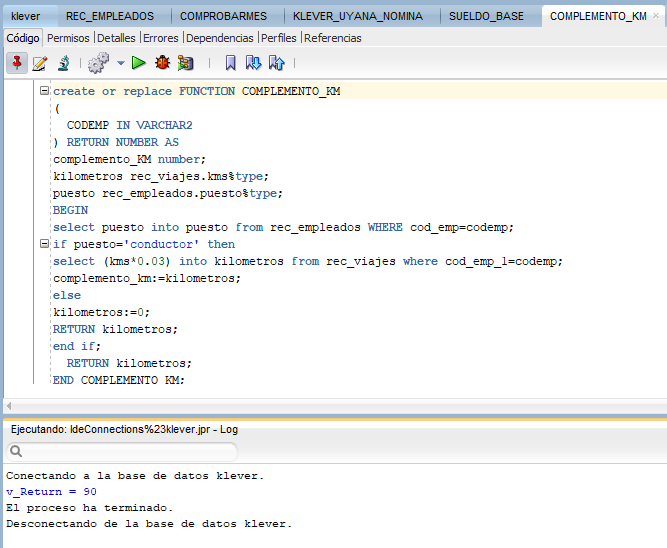 klever REC_EMPLEADOS COMPROBARMES KLEVER_UYANA_NOMINA SUELDO_BASE COMPLEMENTO_KM
Código Permisos Detalles Errores Dependencias Perfiles Referencias
create or replace FUNCTION COMPLEMENTO_KM
(
CODEMP IN VARCHAR2
) RETURN NUMBER AS
complemento_KM number;
kilometros rec_viajes.kms%type;
puesto rec_empleados.puesto%type;
BEGIN
select puesto into puesto from rec_empleados WHERE cod_emp=codemp;
if puesto='conductor' then
select (kms*0.03) into kilometros from rec_viajes where cod_emp_1=codemp;
complemento_km:=kilometros;
else
kilometros:=0;
RETURN kilometros;
end if;
RETURN kilometros;
END COMPLEMENTO_KM;
Ejecutando: IdeConnections%23klever.jpr - Log
Conectando a la base de datos klever.
v_Return = 90
El proceso ha terminado.
Desconectando de la base de datos klever.